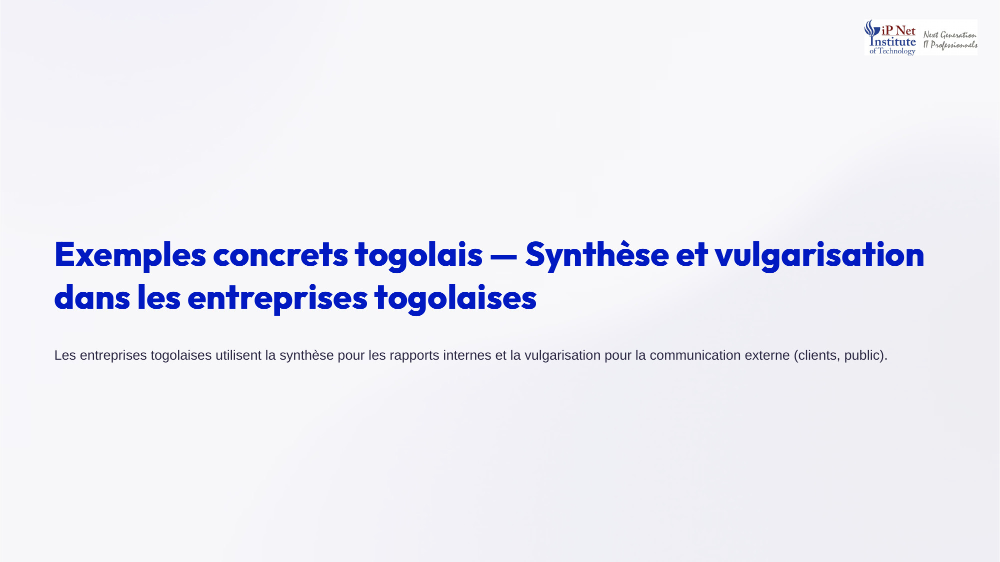 iP Net
Institute
of Technology
Next Generation
IT Professionnels
Exemples concrets togolais — Synthèse et vulgarisation
dans les entreprises togolaises
Les entreprises togolaises utilisent la synthèse pour les rapports internes et la vulgarisation pour la communication externe (clients, public).